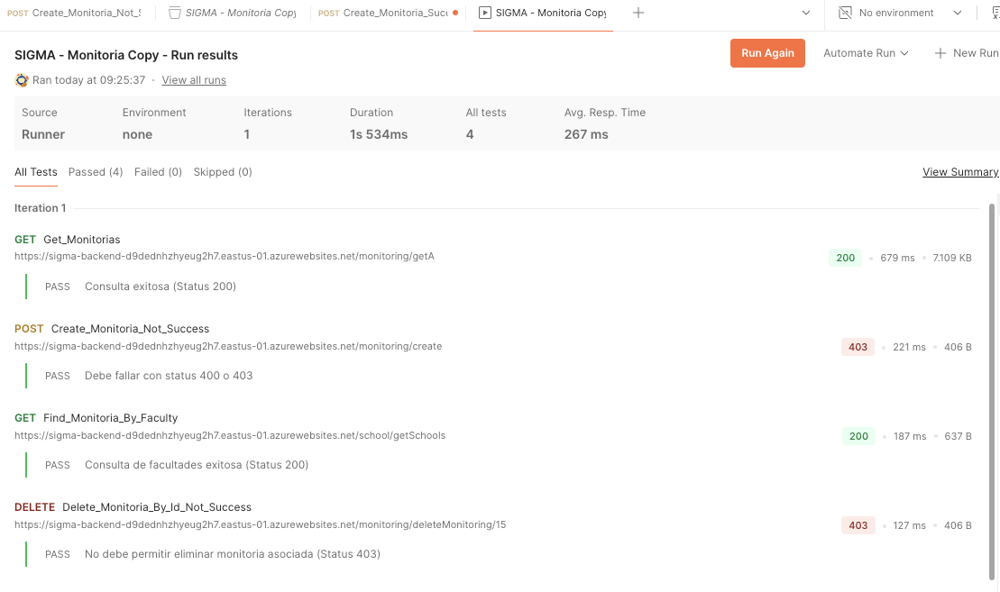 POST Create_Monitoria_Not_S
SIGMA - Monitoria Copy
POST Create_Monitoria_Succ
SIGMA - Monitoria Copy
No environment
SIGMA - Monitoria Copy - Run results
Run Again
Automate Run
New Run
Ran today at 09:25:37 · View all runs
Source Environment Iterations Duration All tests Avg. Resp. Time
Runner none 1 1s 534ms 4 267 ms
All Tests Passed (4) Failed (0) Skipped (0) View Summary
Iteration 1
GET Get_Monitorias
https://sigma-backend-d9dednhzhyeug2h7.eastus-01.azurewebsites.net/monitoring/getA
200 • 679 ms • 7.109 KB
PASS Consulta exitosa (Status 200)
POST Create_Monitoria_Not_Success
https://sigma-backend-d9dednhzhyeug2h7.eastus-01.azurewebsites.net/monitoring/create
403 • 221 ms • 406 B
PASS Debe fallar con status 400 o 403
GET Find_Monitoria_By_Faculty
https://sigma-backend-d9dednhzhyeug2h7.eastus-01.azurewebsites.net/school/getSchools
200 • 187 ms • 637 B
PASS Consulta de facultades exitosa (Status 200)
DELETE Delete_Monitoria_By_Id_Not_Success
https://sigma-backend-d9dednhzhyeug2h7.eastus-01.azurewebsites.net/monitoring/deleteMonitoring/15
403 • 127 ms • 406 B
PASS No debe permitir eliminar monitoria asociada (Status 403)